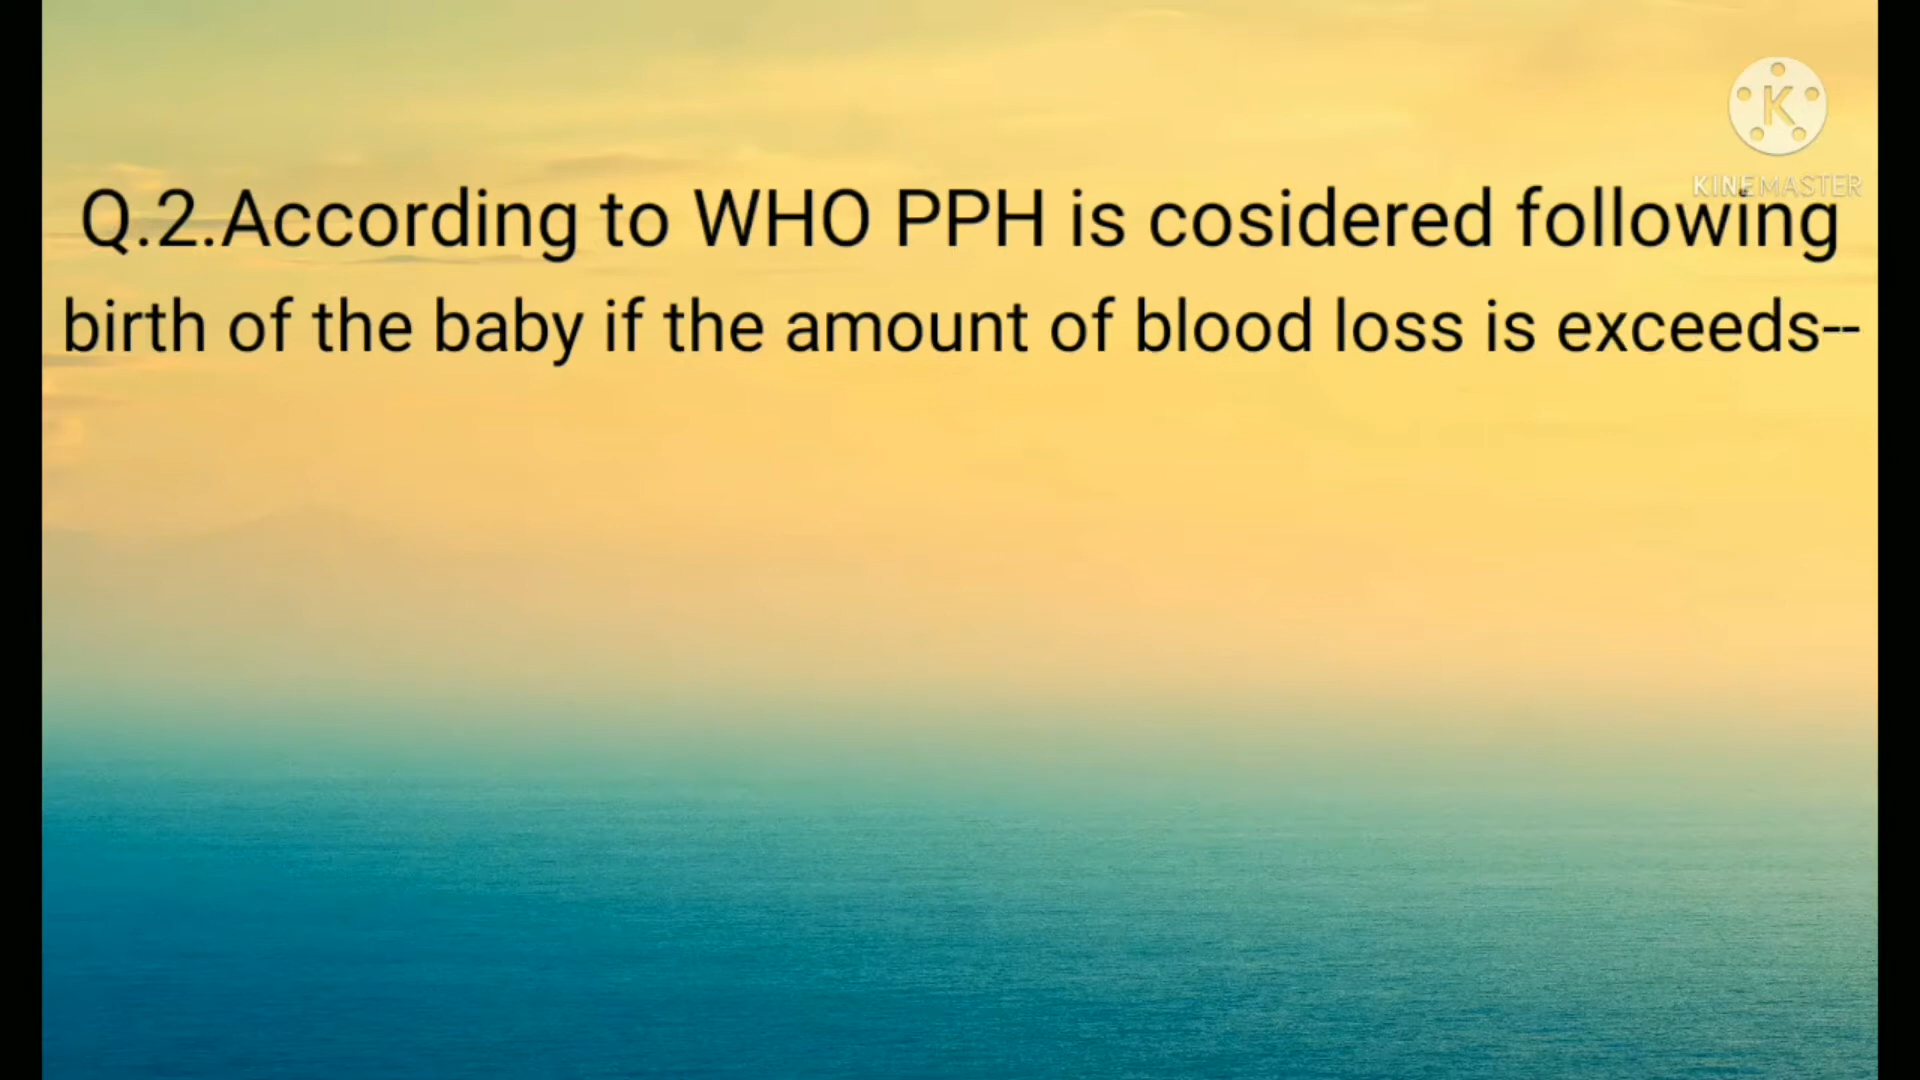 KINEMASTER
Q.2.According to WHO PPH is cosidered following
birth of the baby if the amount of blood loss is exceeds--